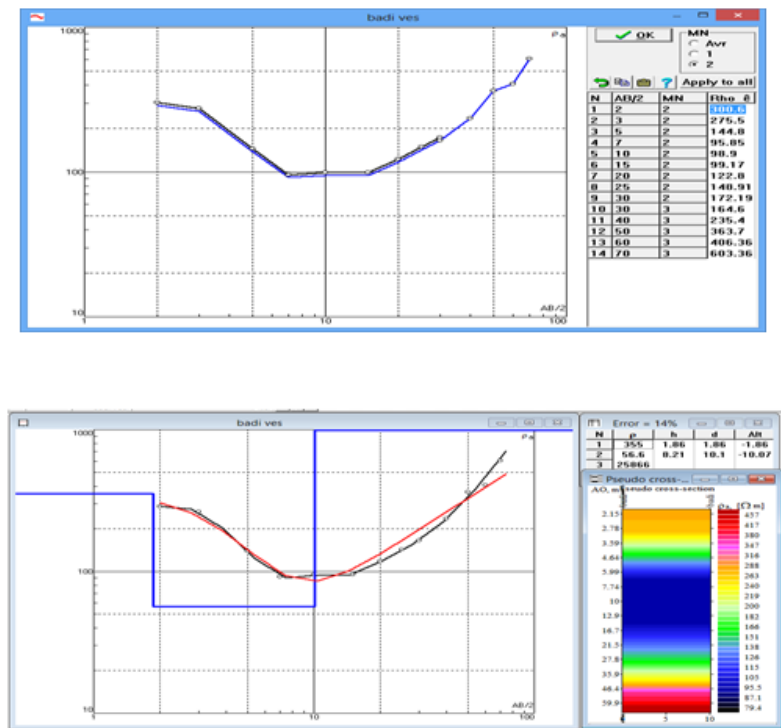 badi ves
1000
ρa
100
10
AB/2
1 10 100
OK
MN
Avr
1
2
Apply to all
N AB/2 MN Rho
1 2 2 300.6
2 3 2 275.5
3 5 2 144.8
4 7 2 95.85
5 10 2 98.9
6 15 2 99.17
7 20 2 122.8
8 25 2 148.91
9 30 2 172.19
10 30 3 164.6
11 40 3 235.4
12 50 3 363.7
13 60 3 406.36
14 70 3 603.36
badi ves
1000
ρa
100
10
AB/2
1 10 100
Error = 14%
N ρ h d Alt
1 355 1.86 1.86 -1.86
2 56.6 8.21 10.1 -10.07
3 25866
Pseudo cross-...
AO, m Pseudo cross-section
ρa, [Ω m]
2.15
2.78
3.59
4.64
5.99
7.74
10
12.9
16.7
21.5
27.8
35.9
46.4
59.9
5 10
457
417
380
347
316
288
263
240
219
200
182
166
151
138
126
115
105
95.5
87.1
79.4